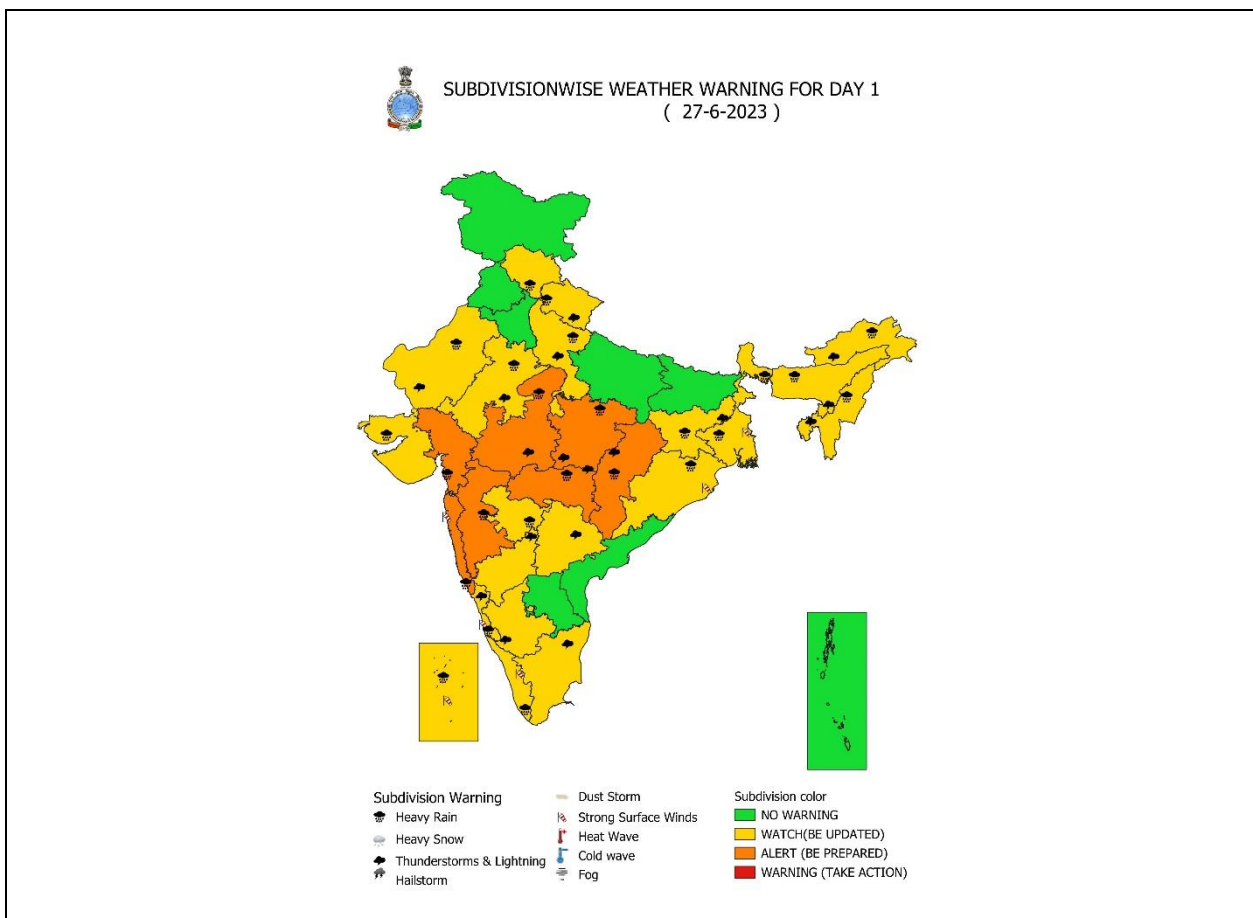 SUBDIVISIONWISE WEATHER WARNING FOR DAY 1
( 27-6-2023 )
Subdivision Warning
Heavy Rain
Heavy Snow
Thunderstorms & Lightning
Hailstorm
Dust Storm
Strong Surface Winds
Heat Wave
Cold wave
Fog
Subdivision color
NO WARNING
WATCH(BE UPDATED)
ALERT (BE PREPARED)
WARNING (TAKE ACTION)